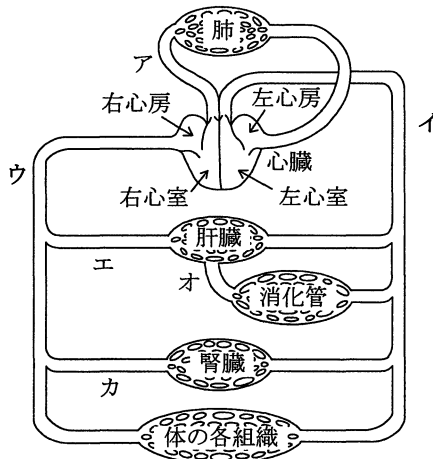 肺
ア
右心房
左心房
イ
ウ
心臓
右心室
左心室
肝臓
エ
オ
消化管
腎臓
カ
体の各組織